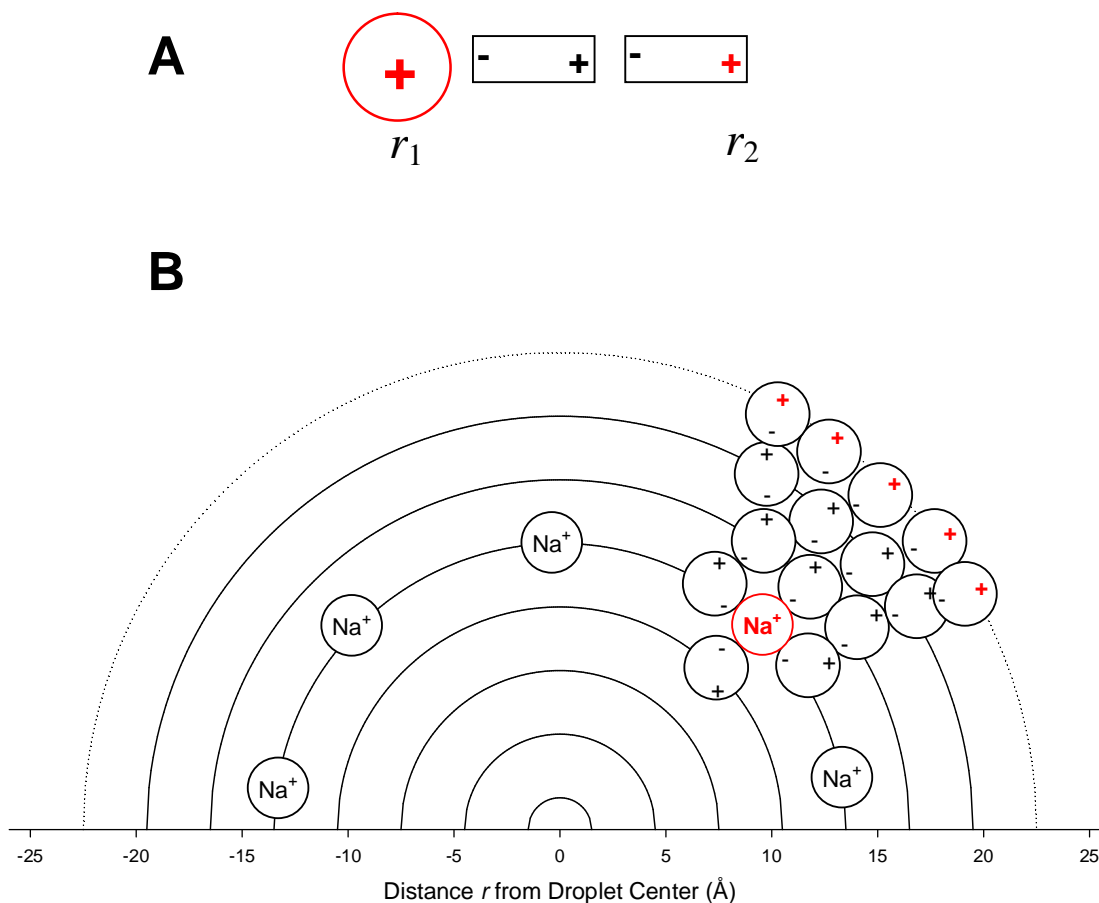 A
- + - +
+
r1 r2
B
+
- +
+ -
- +
+ - +
- + -
+ - + - +
- + - + - +
Na+
- + - + - -
Na+ Na+ + -
- - +
+
Na+ Na+
-25 -20 -15 -10 -5 0 5 10 15 20 25
Distance r from Droplet Center (Å)